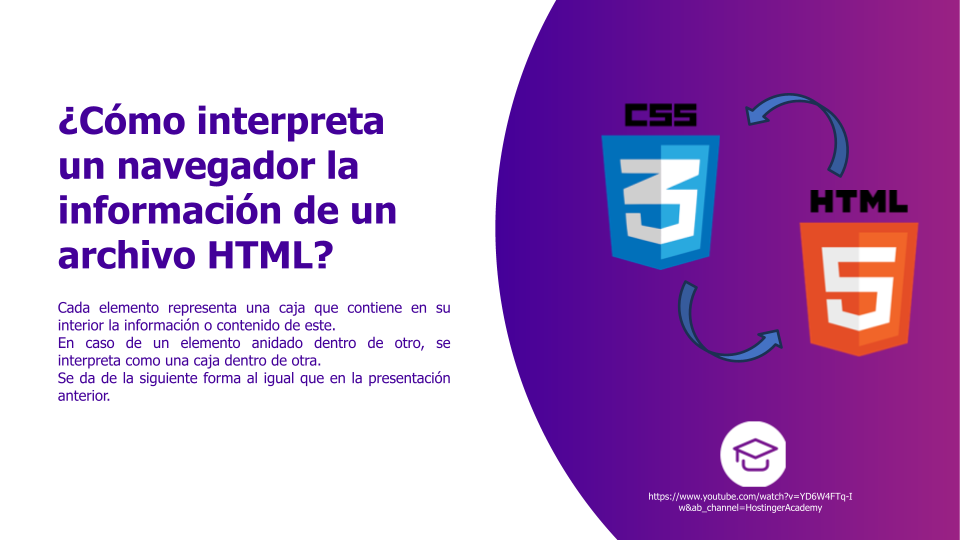 ¿Cómo interpreta
un navegador la
información de un
archivo HTML?
Cada elemento representa una caja que contiene en su
interior la información o contenido de este.
En caso de un elemento anidado dentro de otro, se
interpreta como una caja dentro de otra.
Se da de la siguiente forma al igual que en la presentación
anterior.
CSS
3
HTML
5
https://www.youtube.com/watch?v=YD6W4FTq-I
w&ab_channel=HostingerAcademy